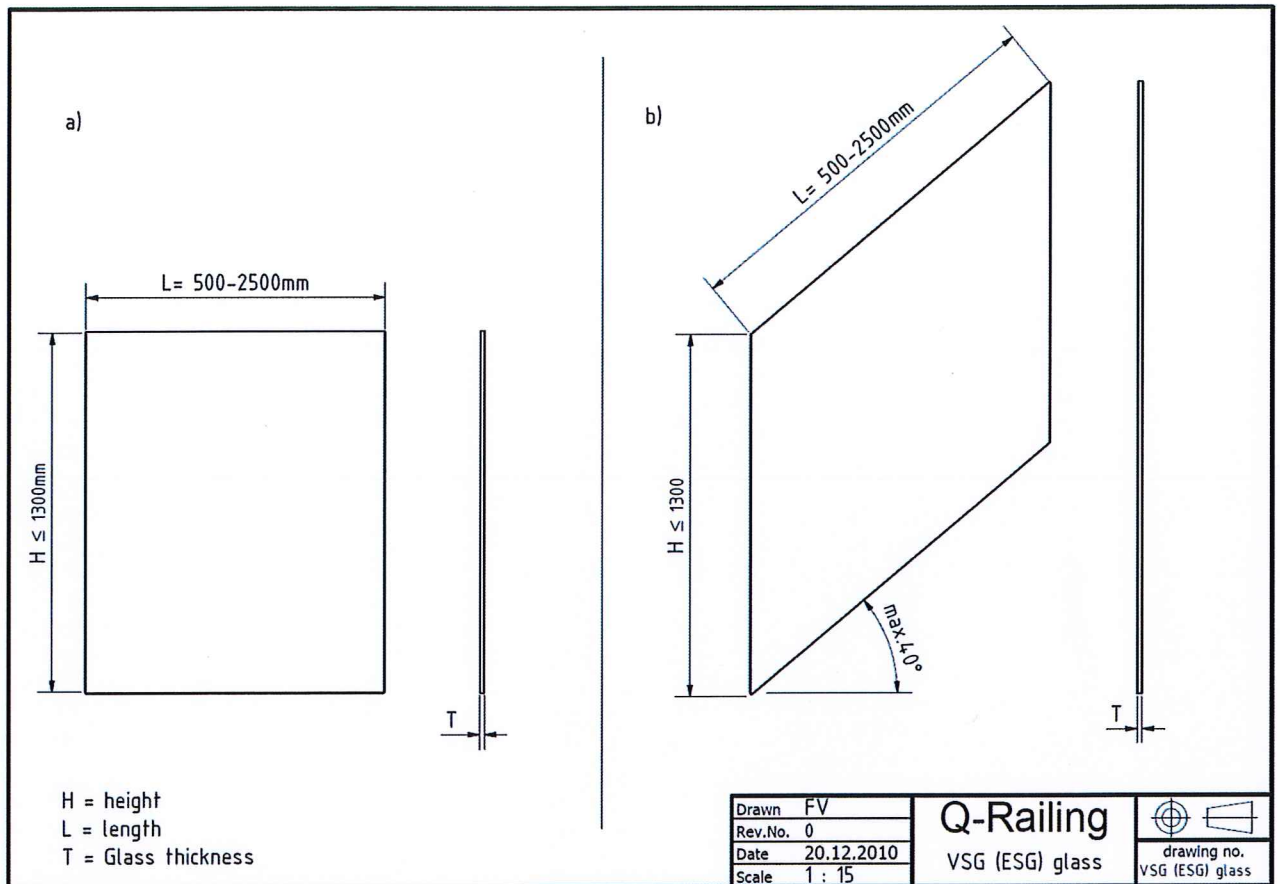 a)
L= 500-2500mm
H ≤ 1300mm
T
b)
L= 500-2500mm
H ≤ 1300
max.40°
T
H = height
L = length
T = Glass thickness
Drawn FV
Rev.No. 0
Date 20.12.2010
Scale 1 : 15
Q-Railing
VSG (ESG) glass
drawing no.
VSG (ESG) glass